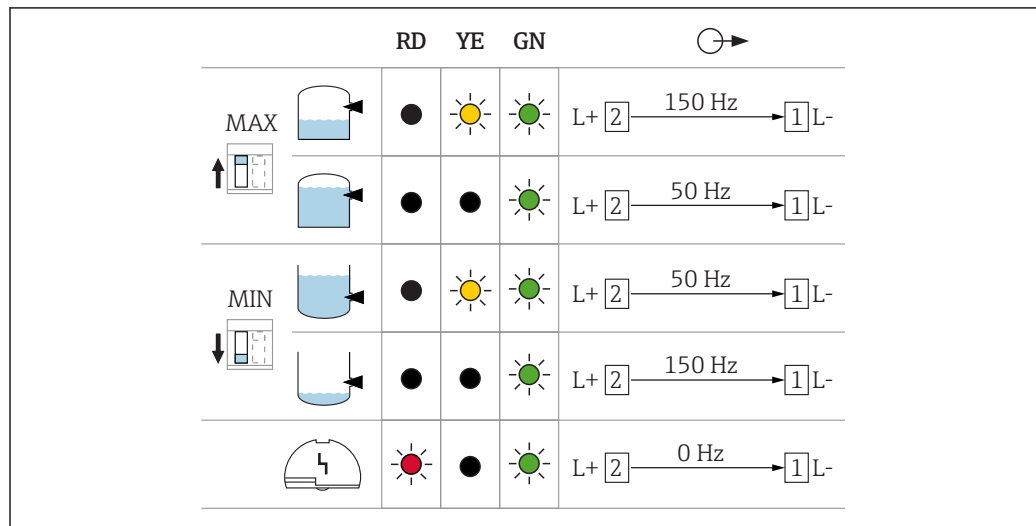 RD YE GN
MAX
L+ 2 150 Hz 1 L-
L+ 2 50 Hz 1 L-
MIN
L+ 2 50 Hz 1 L-
L+ 2 150 Hz 1 L-
L+ 2 0 Hz 1 L-